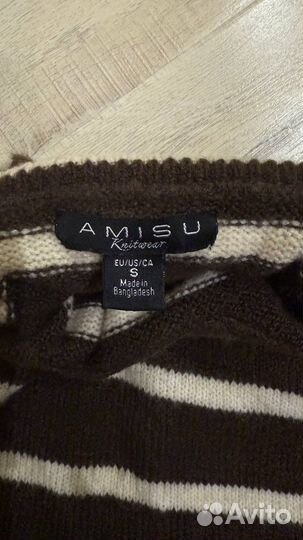 AMISU
Knitwear
EU/US/CA
S
Made in
Bangladesh
Avito